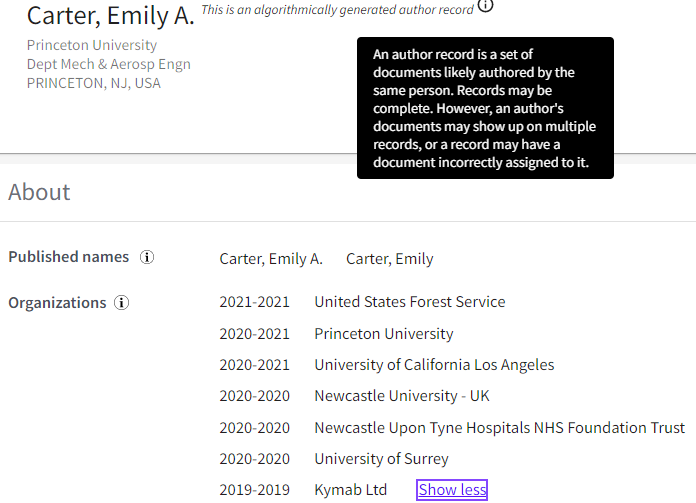 Carter, Emily A. This is an algorithmically generated author record
Princeton University
Dept Mech & Aerosp Engn
PRINCETON, NJ, USA
An author record is a set of
documents likely authored by the
same person. Records may be
complete. However, an author's
documents may show up on multiple
records, or a record may have a
document incorrectly assigned to it.
About
Published names Carter, Emily A. Carter, Emily
Organizations 2021-2021 United States Forest Service
2020-2021 Princeton University
2020-2021 University of California Los Angeles
2020-2020 Newcastle University - UK
2020-2020 Newcastle Upon Tyne Hospitals NHS Foundation Trust
2020-2020 University of Surrey
2019-2019 Kymab Ltd Show less